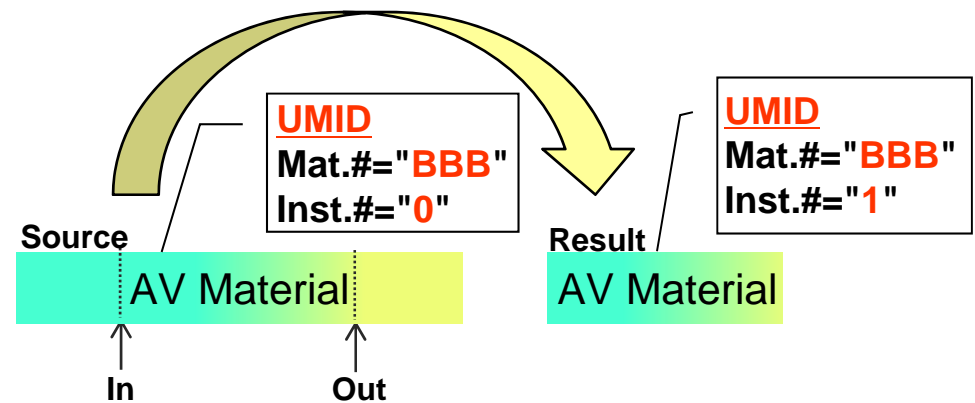 UMID
Mat.#="BBB"
Inst.#="0"
UMID
Mat.#="BBB"
Inst.#="1"
Source
Result
AV Material
AV Material
In
Out